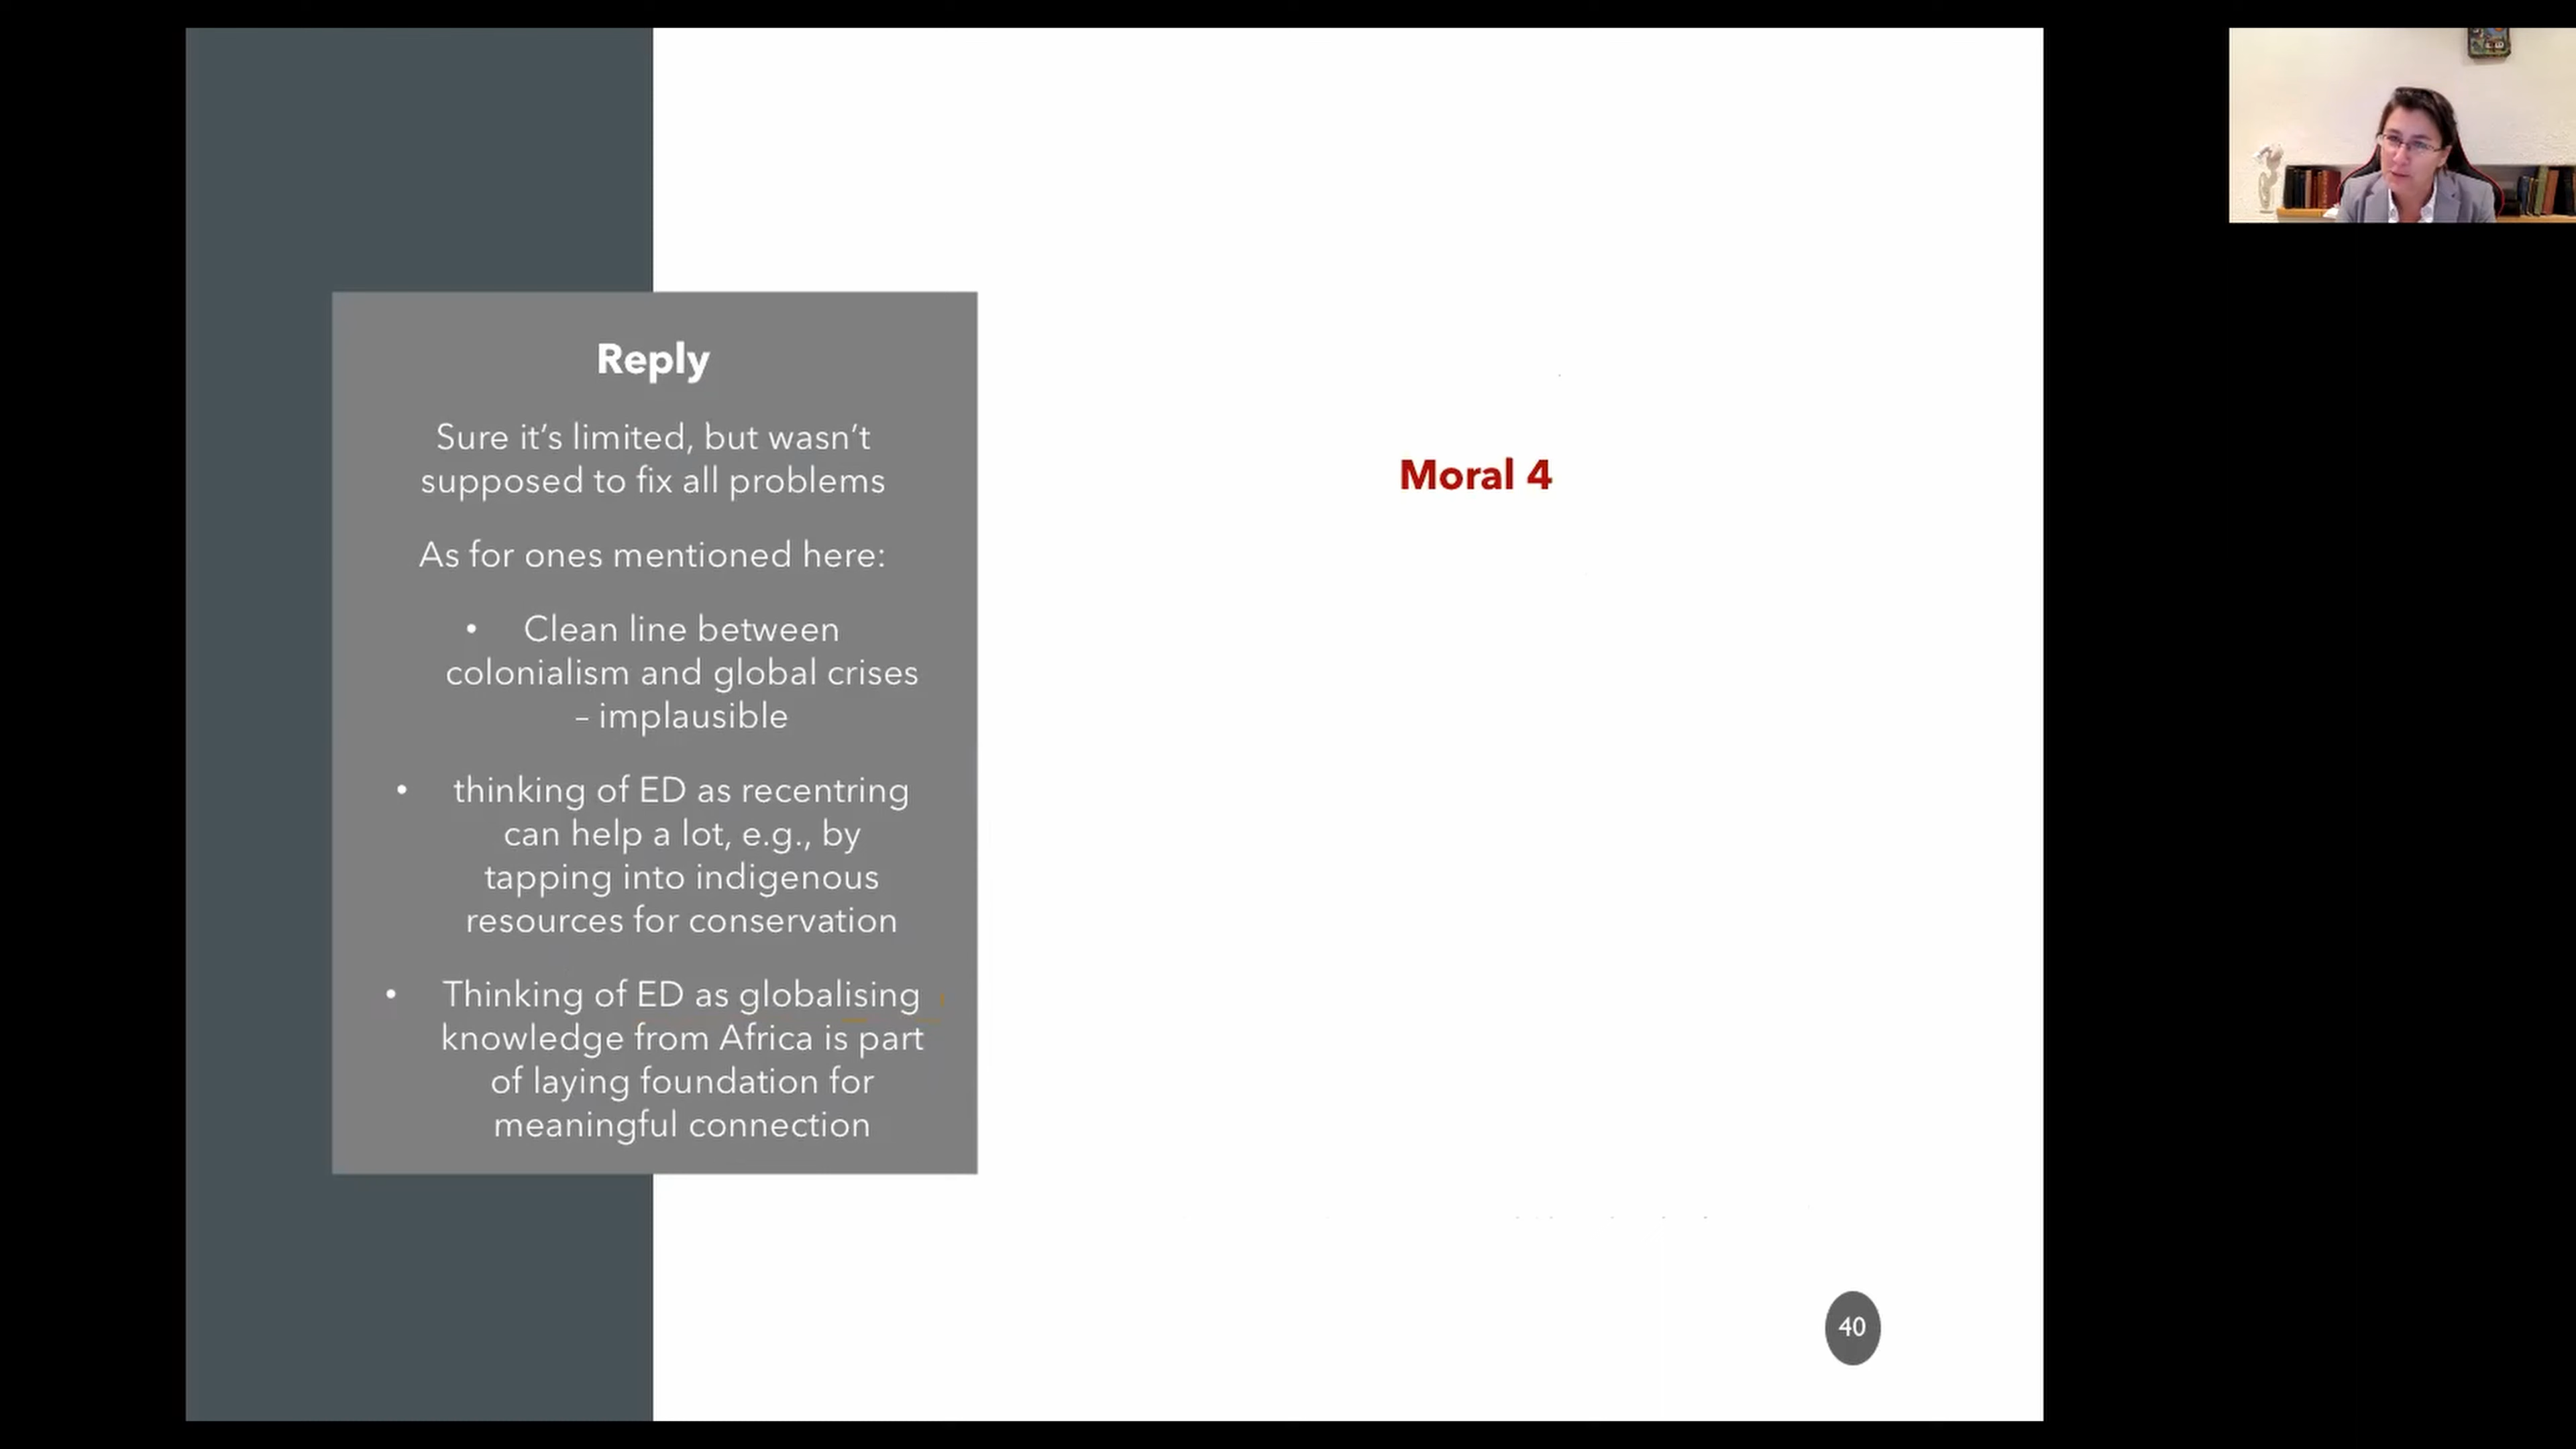 Reply
Sure it’s limited, but wasn’t
supposed to fix all problems
As for ones mentioned here:
• Clean line between
colonialism and global crises
– implausible
• thinking of ED as recentring
can help a lot, e.g., by
tapping into indigenous
resources for conservation
• Thinking of ED as globalising
knowledge from Africa is part
of laying foundation for
meaningful connection
Moral 4
40